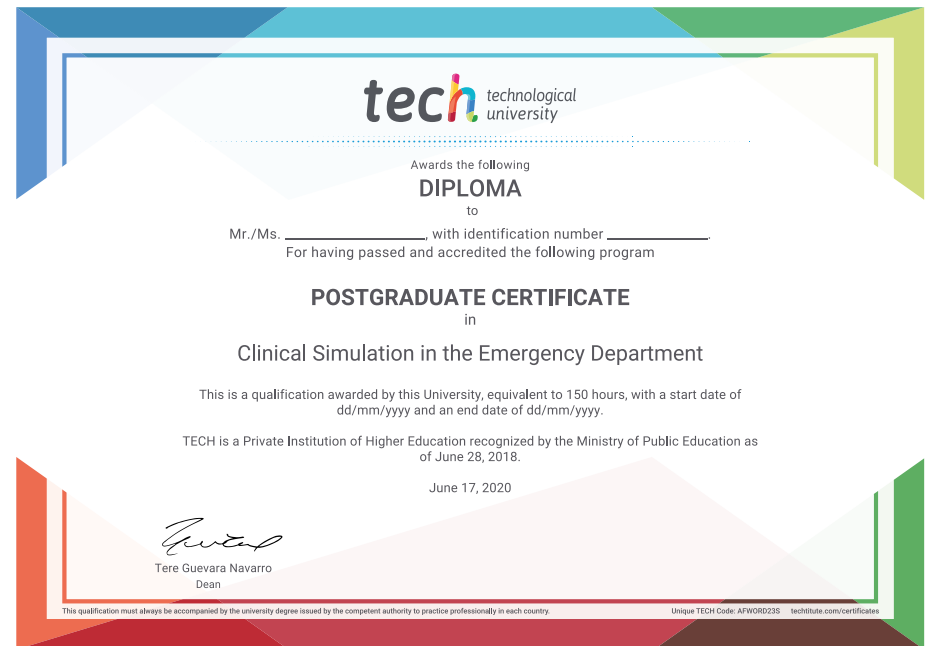 tech technological
university
Awards the following
DIPLOMA
to
Mr./Ms. ____________________, with identification number ______________.
For having passed and accredited the following program
POSTGRADUATE CERTIFICATE
in
Clinical Simulation in the Emergency Department
This is a qualification awarded by this University, equivalent to 150 hours, with a start date of
dd/mm/yyyy and an end date of dd/mm/yyyy.
TECH is a Private Institution of Higher Education recognized by the Ministry of Public Education as
of June 28, 2018.
June 17, 2020
Tere Guevara Navarro
Dean
This qualification must always be accompanied by the university degree issued by the competent authority to practice professionally in each country.
Unique TECH Code: AFWORD23S techtitute.com/certificates